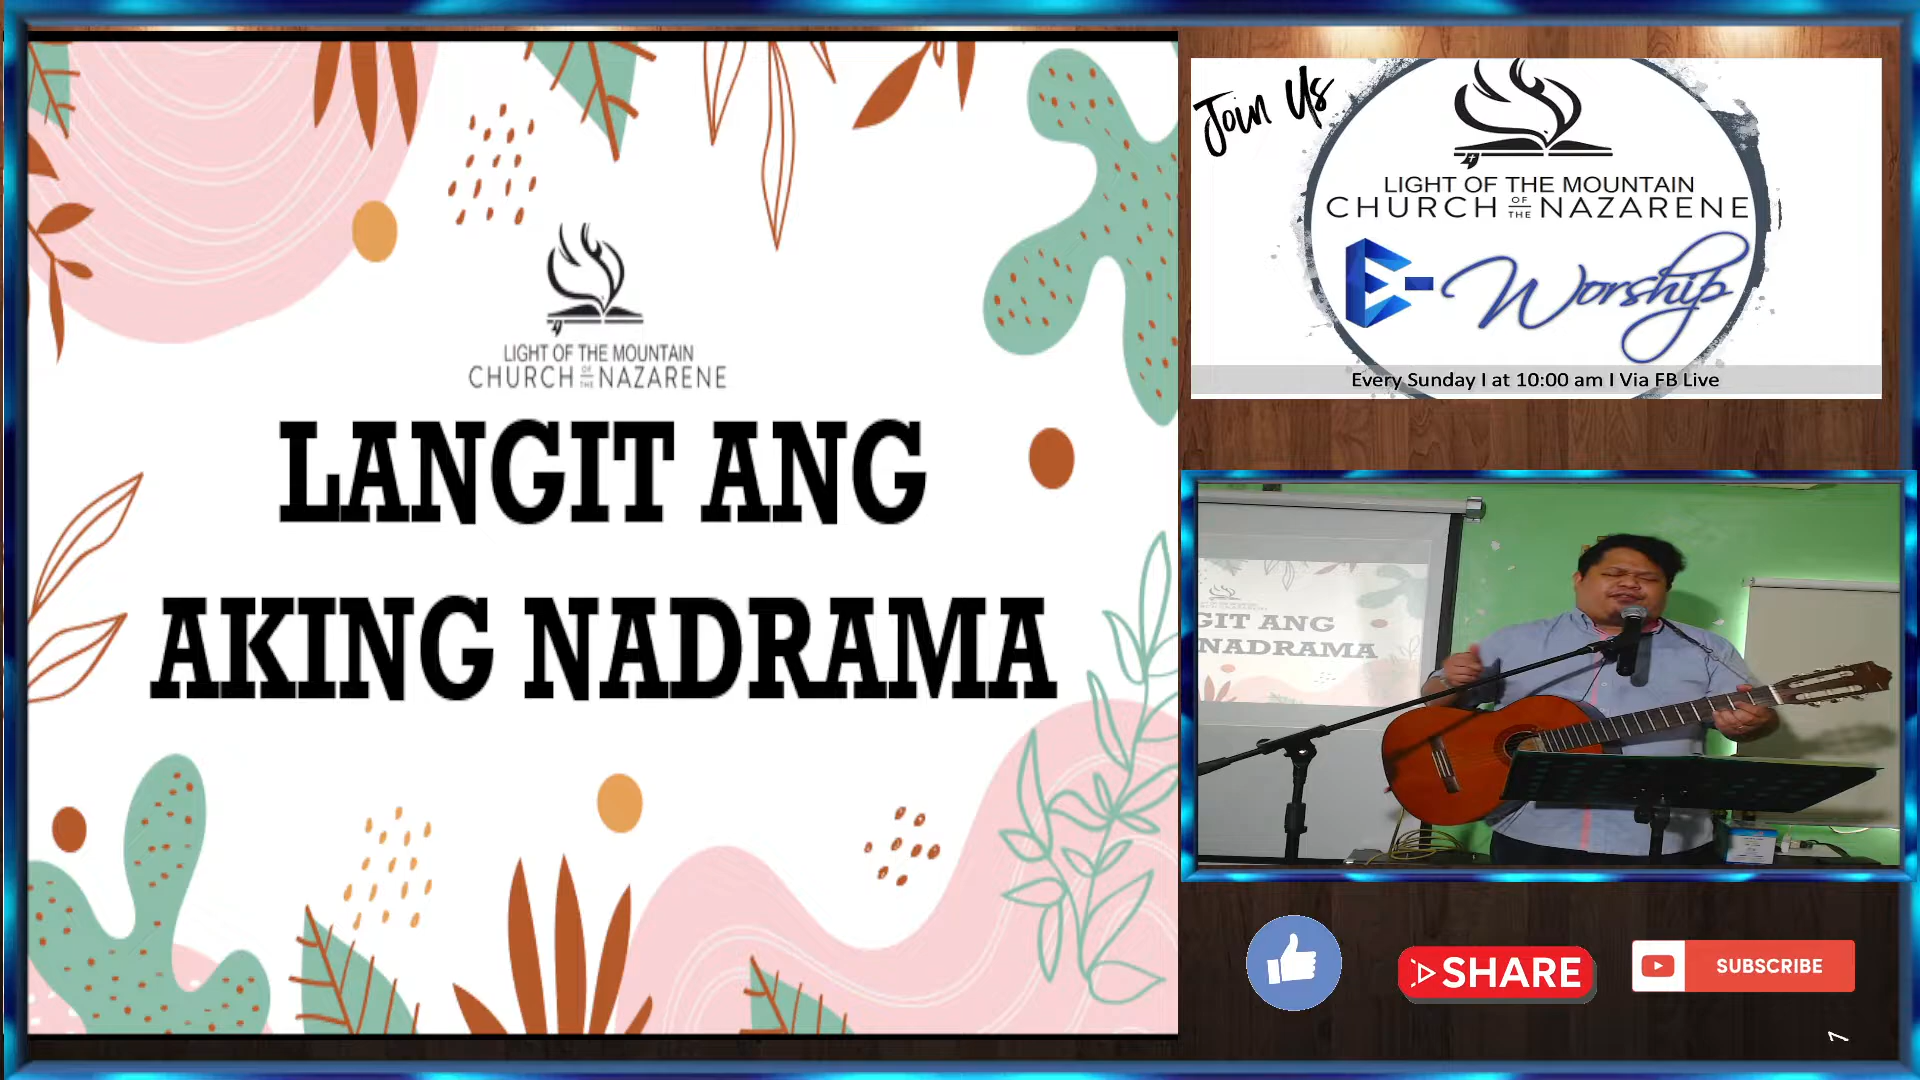 LIGHT OF THE MOUNTAIN
CHURCH OF THE NAZARENE
LANGIT ANG
AKING NADRAMA
Join Us
LIGHT OF THE MOUNTAIN
CHURCH OF THE NAZARENE
E-Worship
Every Sunday I at 10:00 am I Via FB Live
GIT ANG
NADRAMA
SHARE
SUBSCRIBE